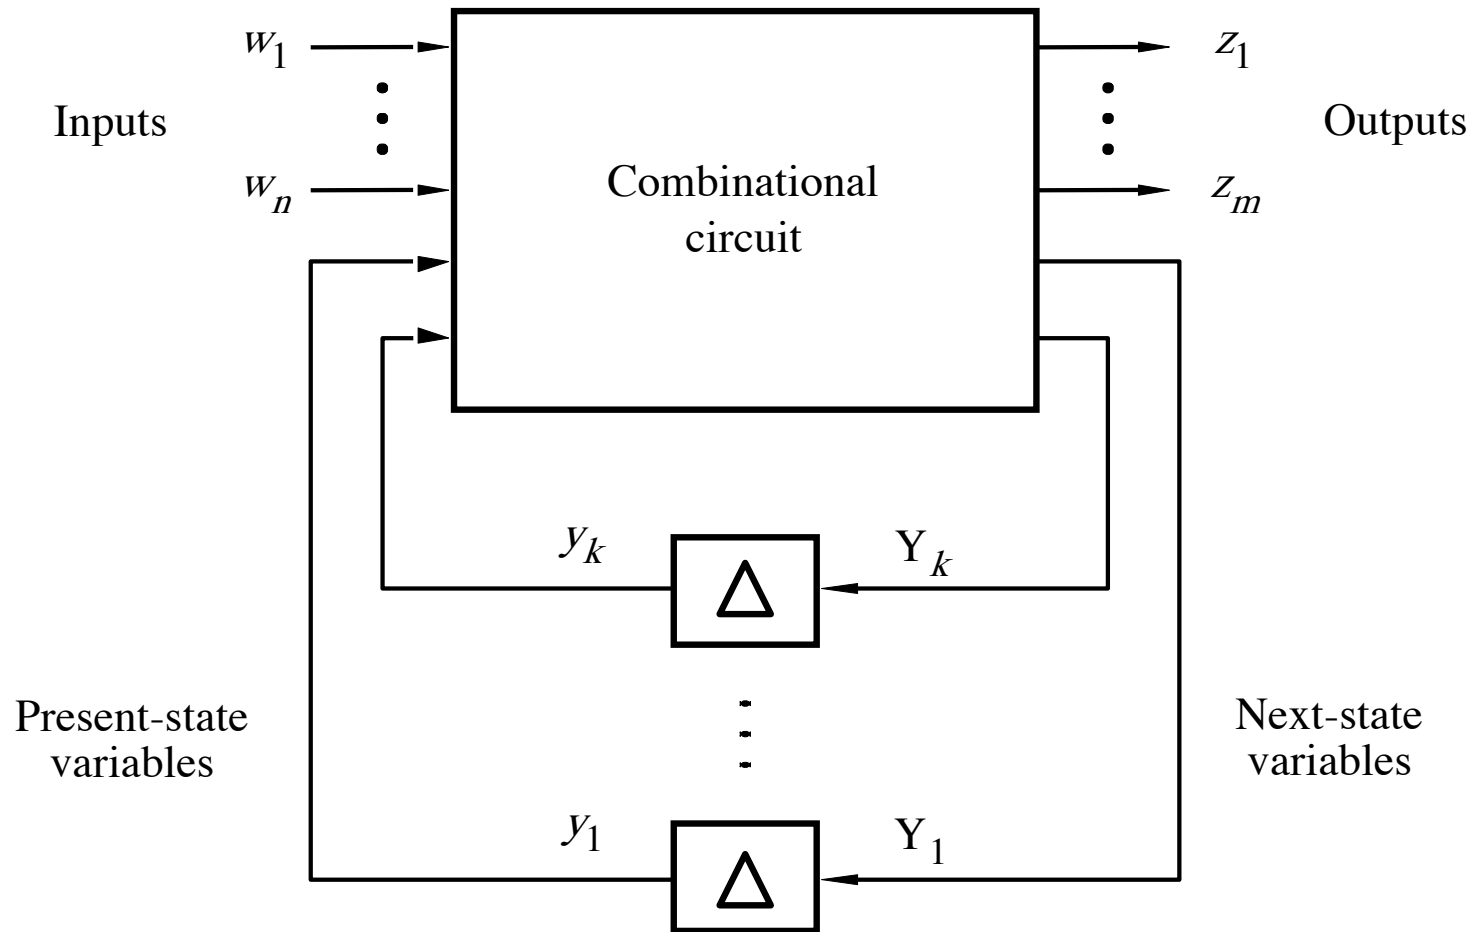 w1
z1
Inputs
Outputs
wn
zm
Combinational
circuit
yk
Δ
Yk
Present-state
variables
Next-state
variables
y1
Δ
Y1